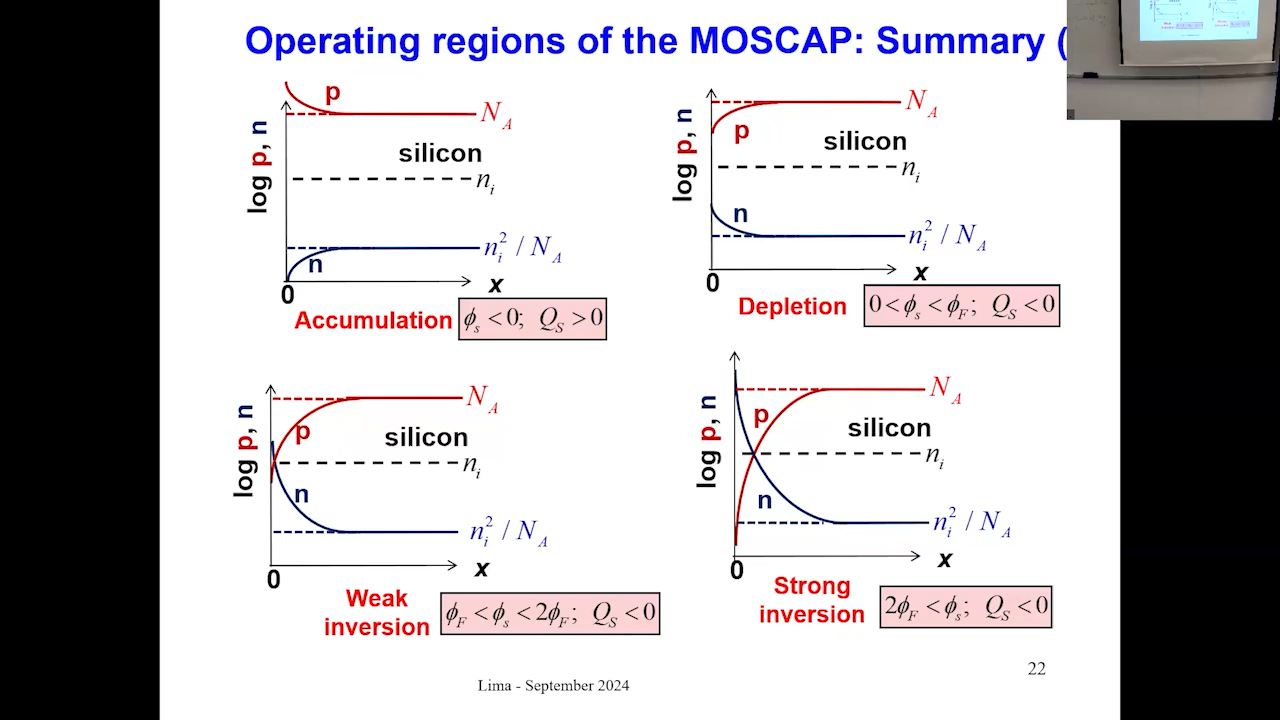 Operating regions of the MOSCAP: Summary (
p
N_A
log p, n
silicon
n_i
n_i^2 / N_A
n
0
x
Accumulation
ϕ_s < 0; Q_S > 0
N_A
p
log p, n
silicon
n_i
n
n_i^2 / N_A
0
x
Depletion
0 < ϕ_s < ϕ_F; Q_S < 0
N_A
p
log p, n
silicon
n_i
n
n_i^2 / N_A
0
x
Weak
inversion
ϕ_F < ϕ_s < 2ϕ_F; Q_S < 0
N_A
p
log p, n
silicon
n_i
n
n_i^2 / N_A
0
x
Strong
inversion
2ϕ_F < ϕ_s; Q_S < 0
22
Lima - September 2024